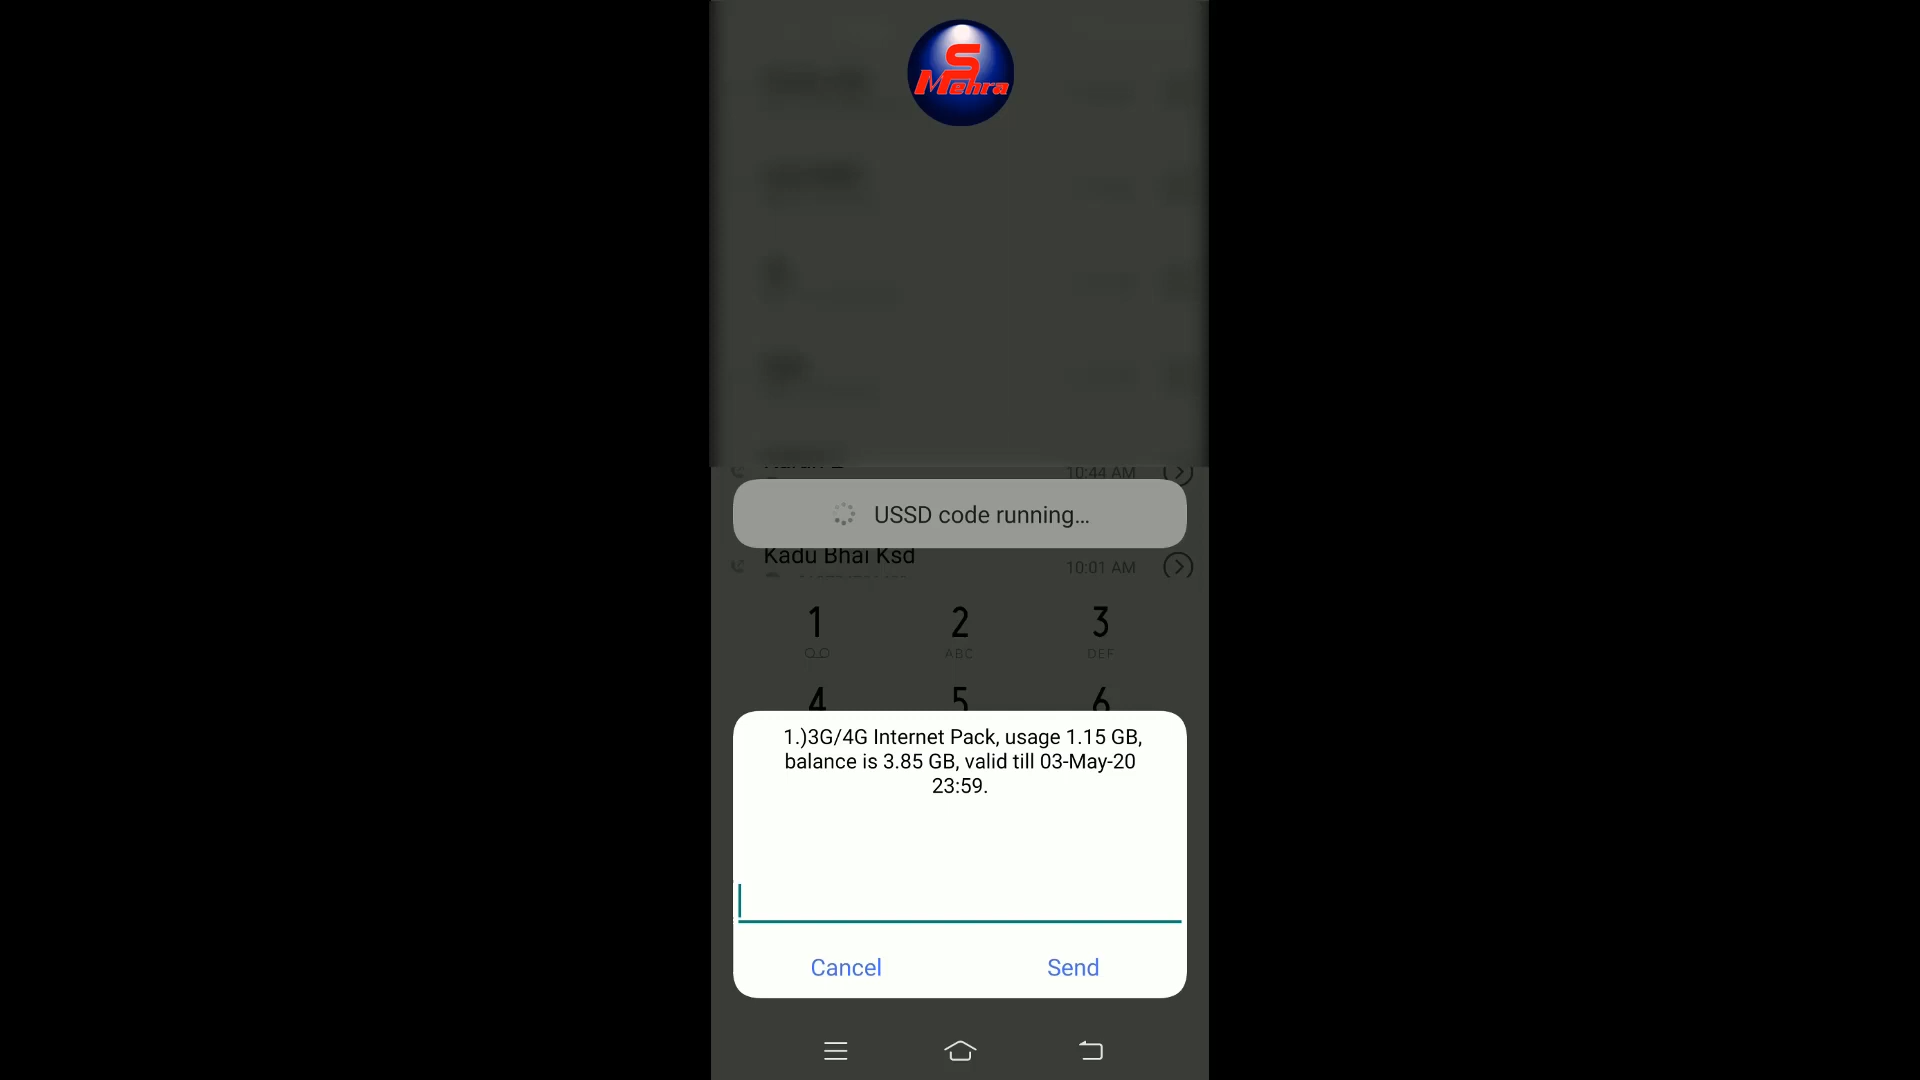 S
Mehra
10:44 AM
USSD code running...
Kadu Bhai Ksd
10:01 AM
1 2 3
ABC DEF
4 5 6
1.)3G/4G Internet Pack, usage 1.15 GB,
balance is 3.85 GB, valid till 03-May-20
23:59.
Cancel Send